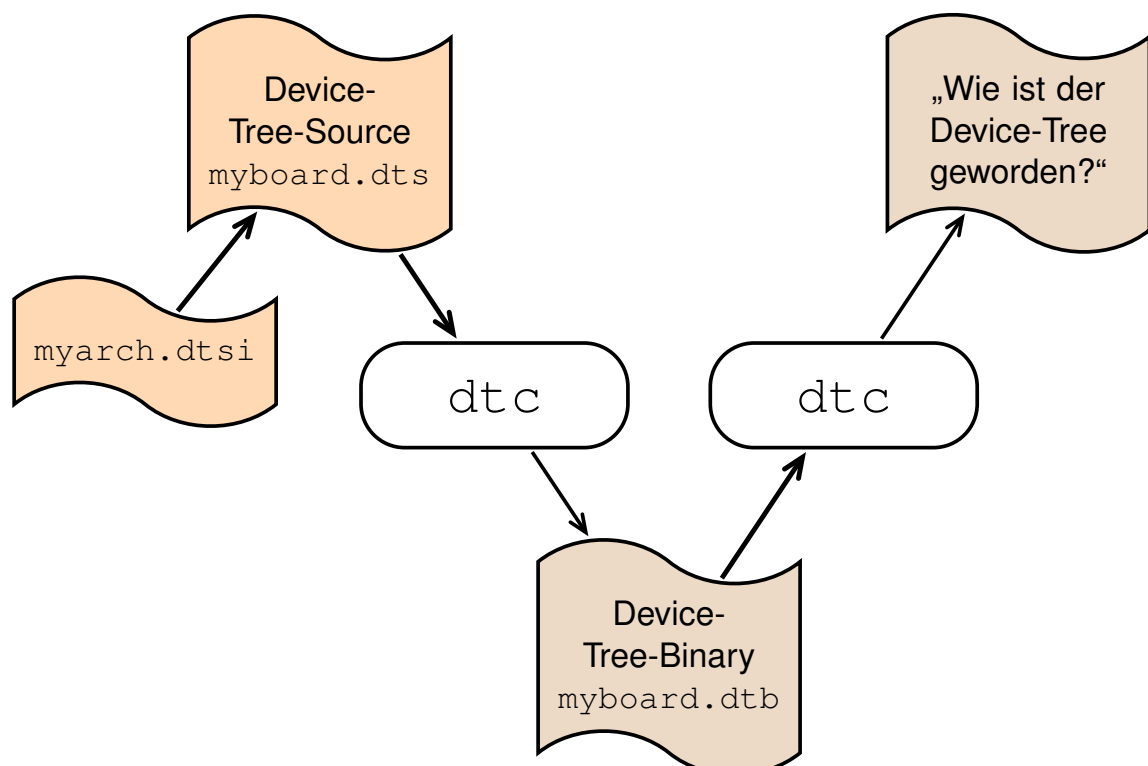 Device-
Tree-Source
myboard.dts
„Wie ist der
Device-Tree
geworden?“
myarch.dtsi
dtc
dtc
Device-
Tree-Binary
myboard.dtb